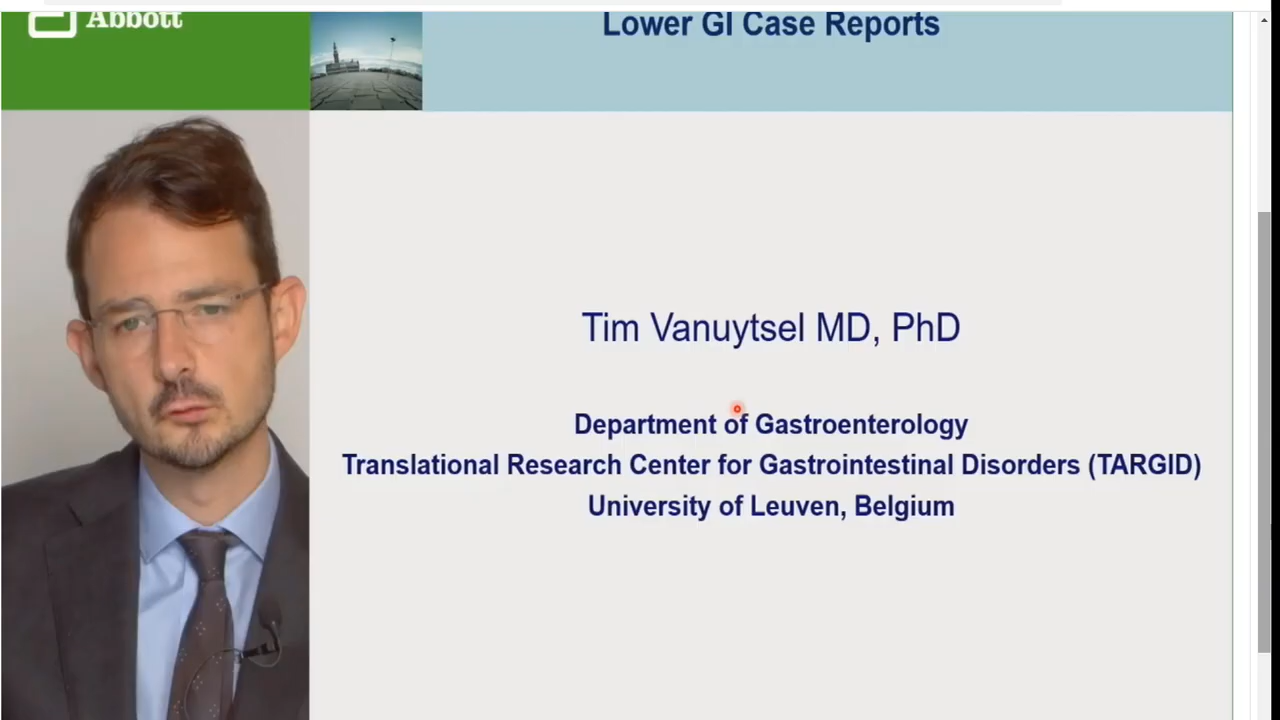 Abbott
Lower GI Case Reports
Tim Vanuytsel MD, PhD
Department of Gastroenterology
Translational Research Center for Gastrointestinal Disorders (TARGID)
University of Leuven, Belgium